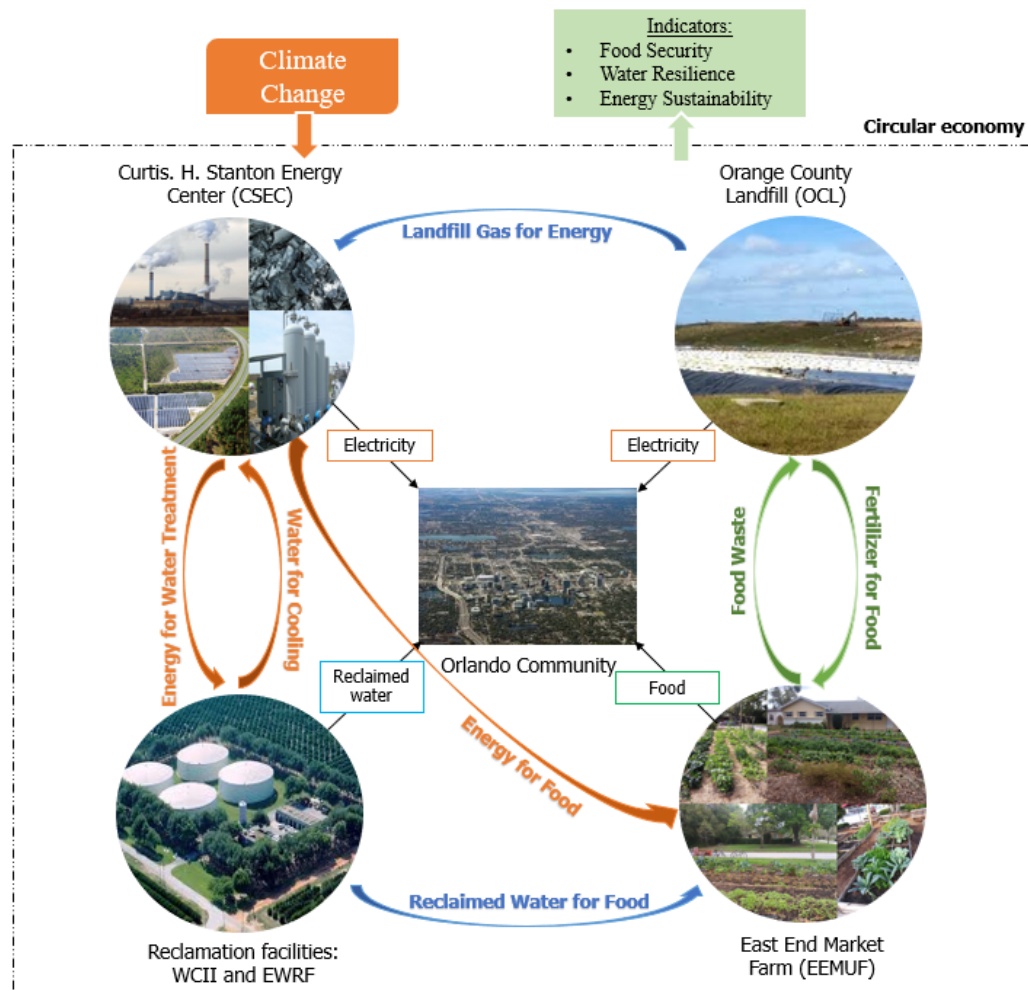 Climate
Change
Indicators:
• Food Security
• Water Resilience
• Energy Sustainability
Circular economy
Curtis. H. Stanton Energy
Center (CSEC)
Orange County
Landfill (OCL)
Landfill Gas for Energy
Electricity
Electricity
Energy for Water Treatment
Water for Cooling
Food Waste
Fertilizer for Food
Orlando Community
Reclaimed
water
Food
Energy for Food
Reclaimed Water for Food
Reclamation facilities:
WCII and EWRF
East End Market
Farm (EEMUF)